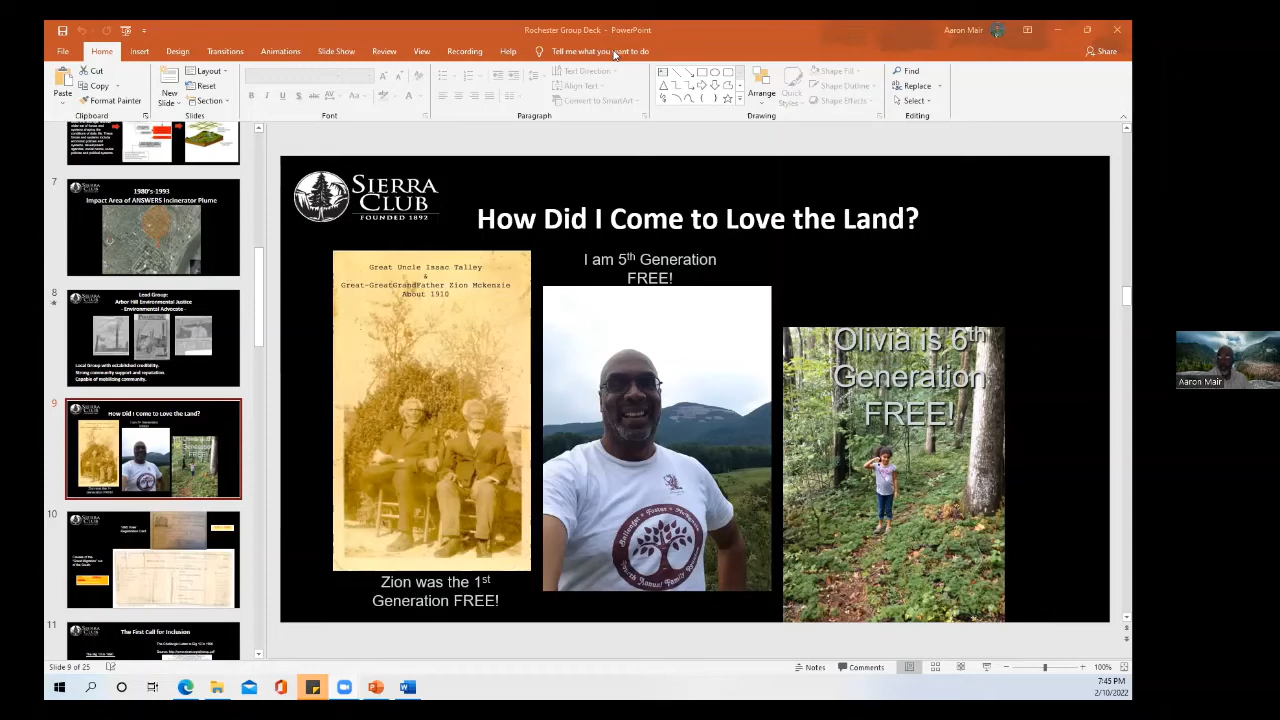 Rochester Group Deck - PowerPoint
Aaron Mair
File Home Insert Design Transitions Animations Slide Show Review View Recording Help Tell me what you want to do
Share
Paste
Cut
Copy
Format Painter
Clipboard
New
Slide
Layout
Reset
Section
Slides
Font
Text Direction
Align Text
Convert to SmartArt
Paragraph
Arrange
Quick
Styles
Shape Fill
Shape Outline
Shape Effects
Drawing
Find
Replace
Select
Editing
7
1980's-1993
Impact Area of ANSWERS Incinerator Plume
8
Lead Group:
Arbor Hill Environmental Justice
- Environmental Advocate -
Local Group with established credibility.
Strong community support and reputation.
Capable of mobilizing community.
9
How Did I Come to Love the Land?
10
11
The First Call for Inclusion
SIERRA
CLUB
FOUNDED 1892
How Did I Come to Love the Land?
Great Uncle Isaac Talley
&
Great-GreatGrandFather Zion Mckenzie
About 1910
Zion was the 1st
Generation FREE!
I am 5th Generation
FREE!
Olivia is 6th
Generation
FREE!
Aaron Mair
Slide 9 of 25
Notes
Comments
100%
7:45 PM
2/10/2022